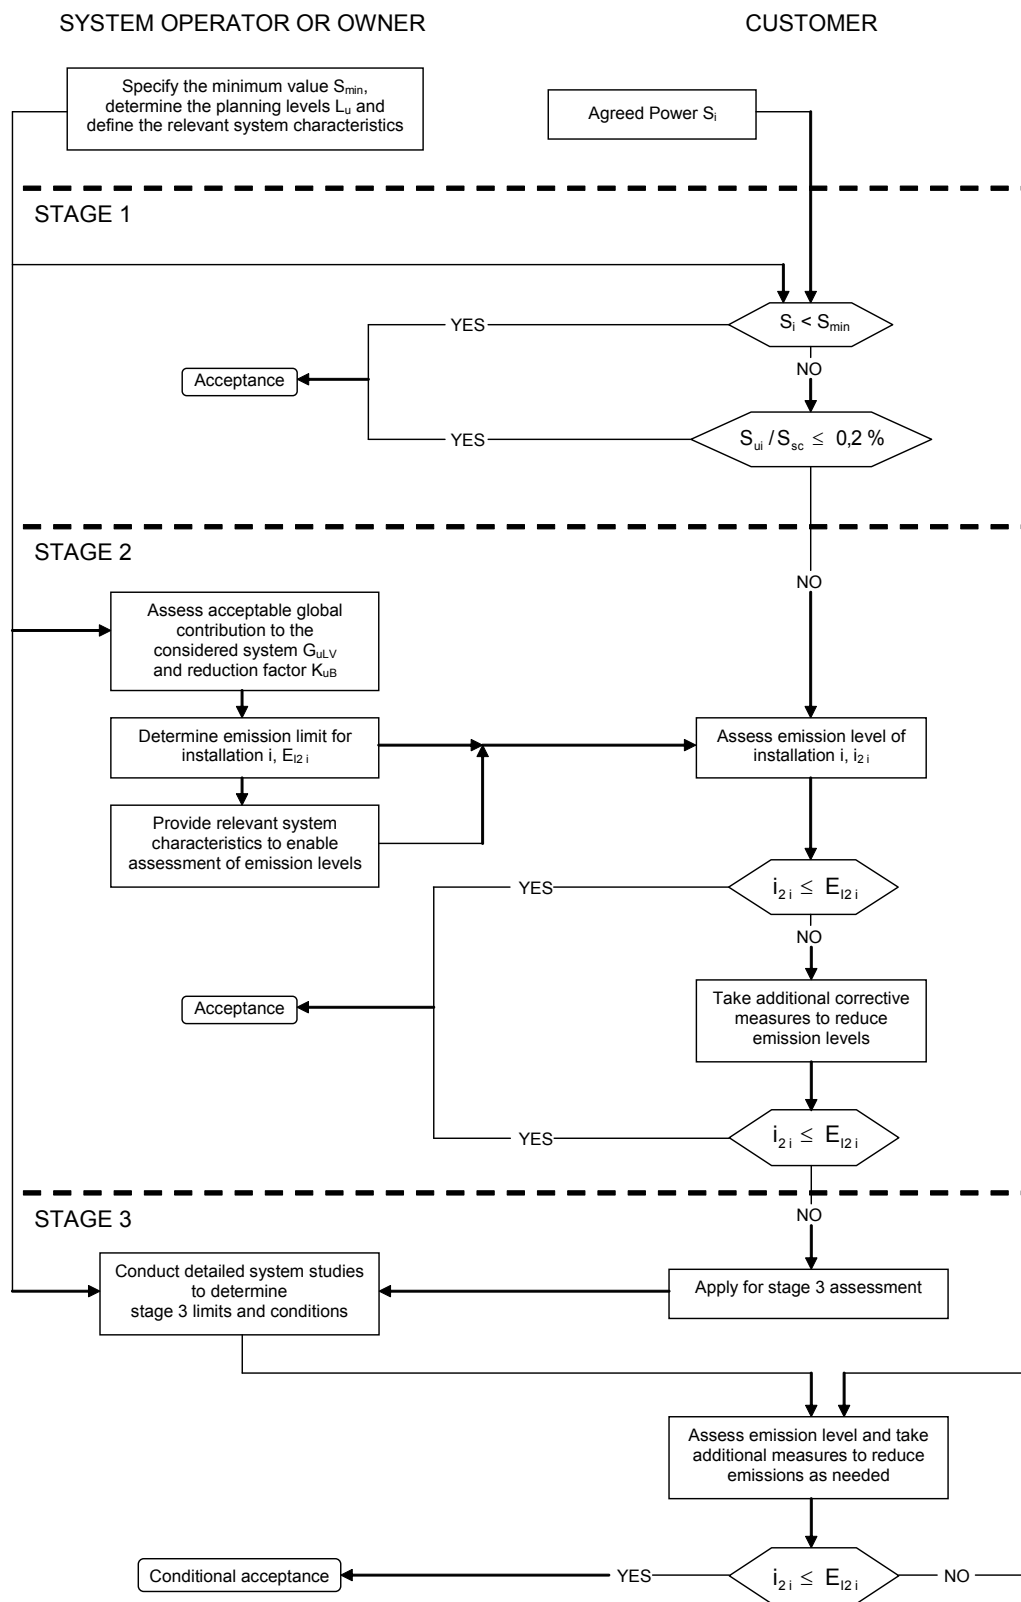 SYSTEM OPERATOR OR OWNER
CUSTOMER
Specify the minimum value Smin,
determine the planning levels Lu and
define the relevant system characteristics
Agreed Power Si
STAGE 1
Si < Smin
YES
NO
Acceptance
Sui / Ssc ≤ 0,2 %
YES
STAGE 2
NO
Assess acceptable global
contribution to the
considered system GuLV
and reduction factor KuB
Determine emission limit for
installation i, El2 i
Assess emission level of
installation i, i2 i
Provide relevant system
characteristics to enable
assessment of emission levels
i2 i ≤ El2 i
YES
NO
Acceptance
Take additional corrective
measures to reduce
emission levels
i2 i ≤ El2 i
YES
STAGE 3
NO
Conduct detailed system studies
to determine
stage 3 limits and conditions
Apply for stage 3 assessment
Assess emission level and take
additional measures to reduce
emissions as needed
Conditional acceptance
YES
i2 i ≤ El2 i
NO